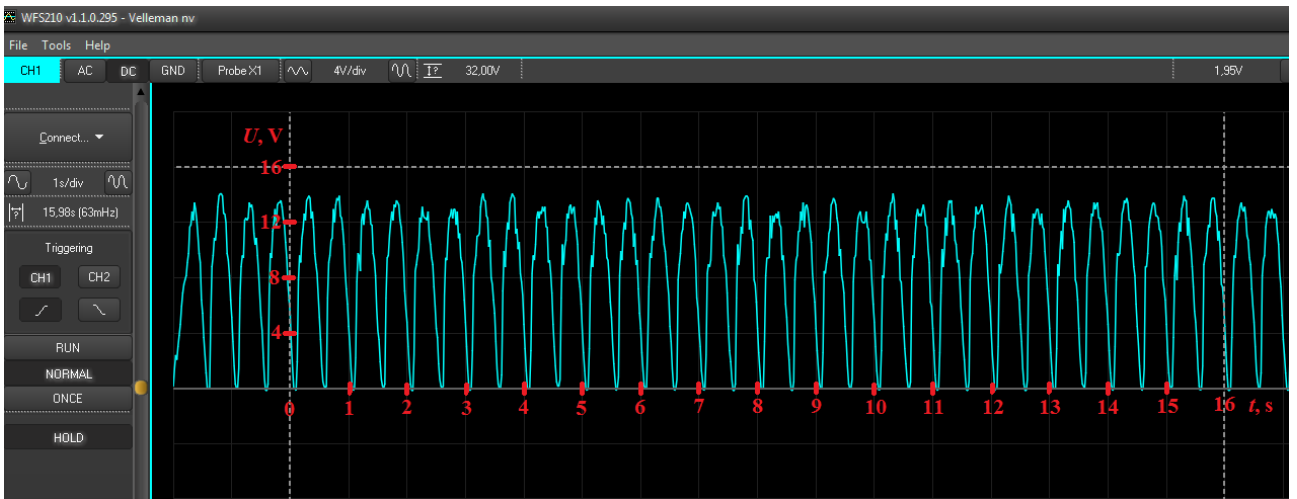 WFS210 v1.1.0.295 - Velleman nv
File Tools Help
CH1 AC DC GND Probe X1 4V/div I? 32,00V 1,95V
Connect...
1s/div
? 15,98s (63mHz)
Triggering
CH1 CH2
RUN
NORMAL
ONCE
HOLD
U, V
16
12
8
4
0 1 2 3 4 5 6 7 8 9 10 11 12 13 14 15 16 t, s